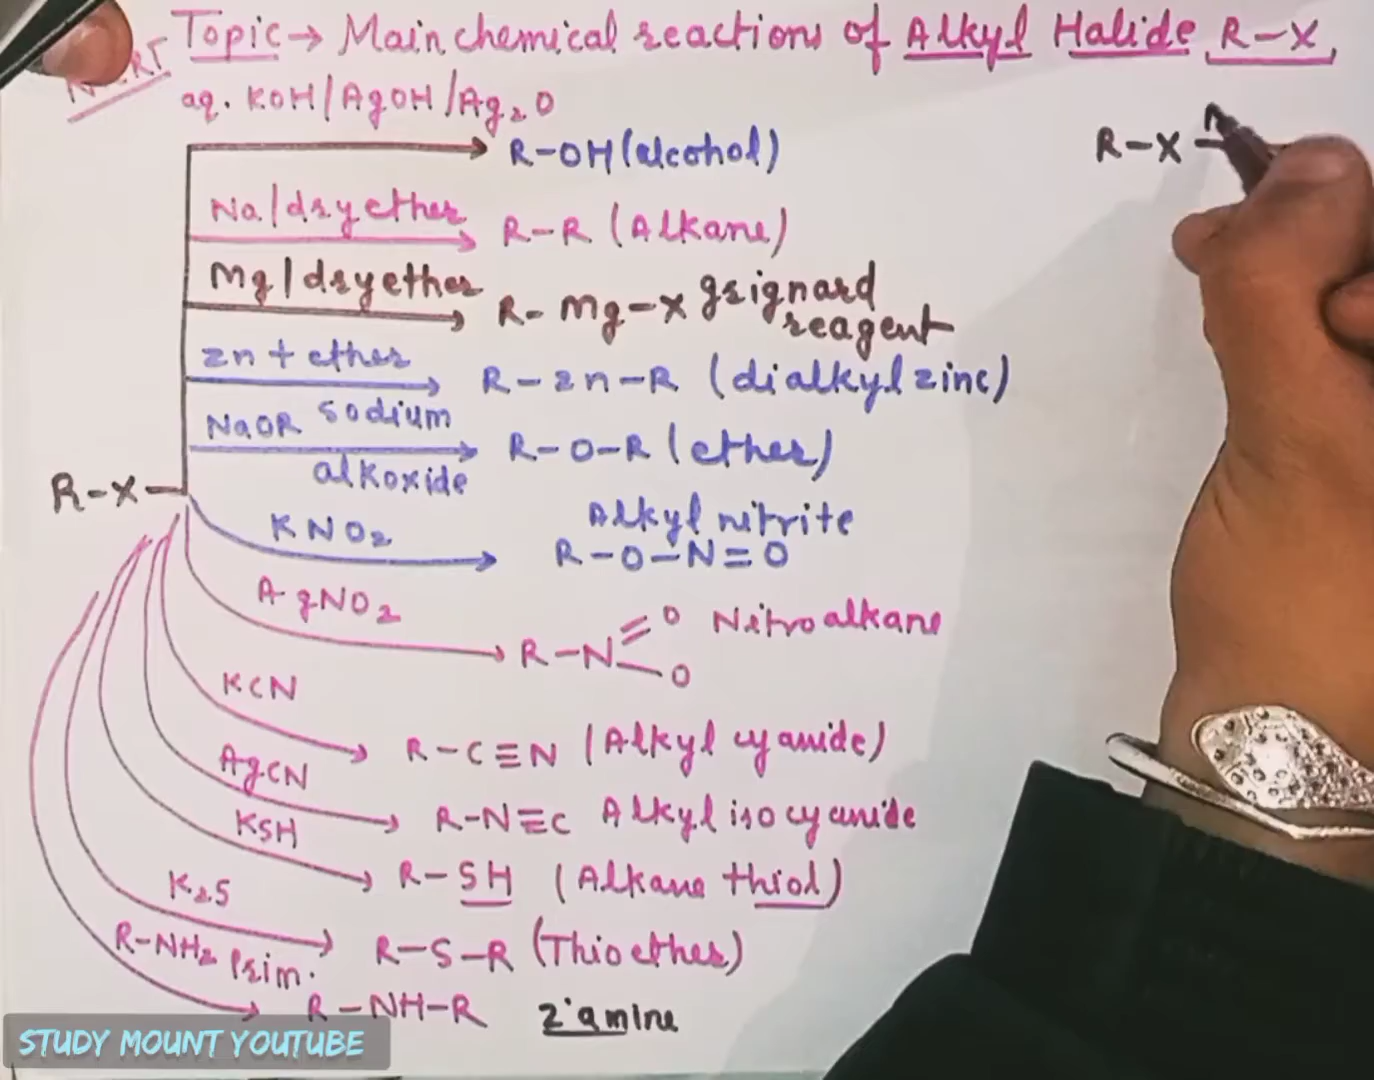 Topic → Main chemical reactions of Alkyl Halide R-X
aq. KOH/AgOH/Ag₂O
R-OH (alcohol)
R-X-
Na/dry ether
R-R (Alkane)
Mg/dry ether
R-Mg-X grignard
reagent
zn + ether
R-zn-R (dialkyl zinc)
NaOR sodium
alkoxide
R-O-R (ether)
R-X-
KNO₂
Alkyl nitrite
R-O-N=O
AgNO₂
R-N
O
O
Nitroalkane
KCN
R-C≡N (Alkyl cyanide)
AgCN
R-N≡C Alkyl isocyanide
KSH
R-SH (Alkane thiol)
K₂S
R-S-R (Thioether)
R-NH₂ Prim.
R-NH-R 2°amine
STUDY MOUNT YOUTUBE